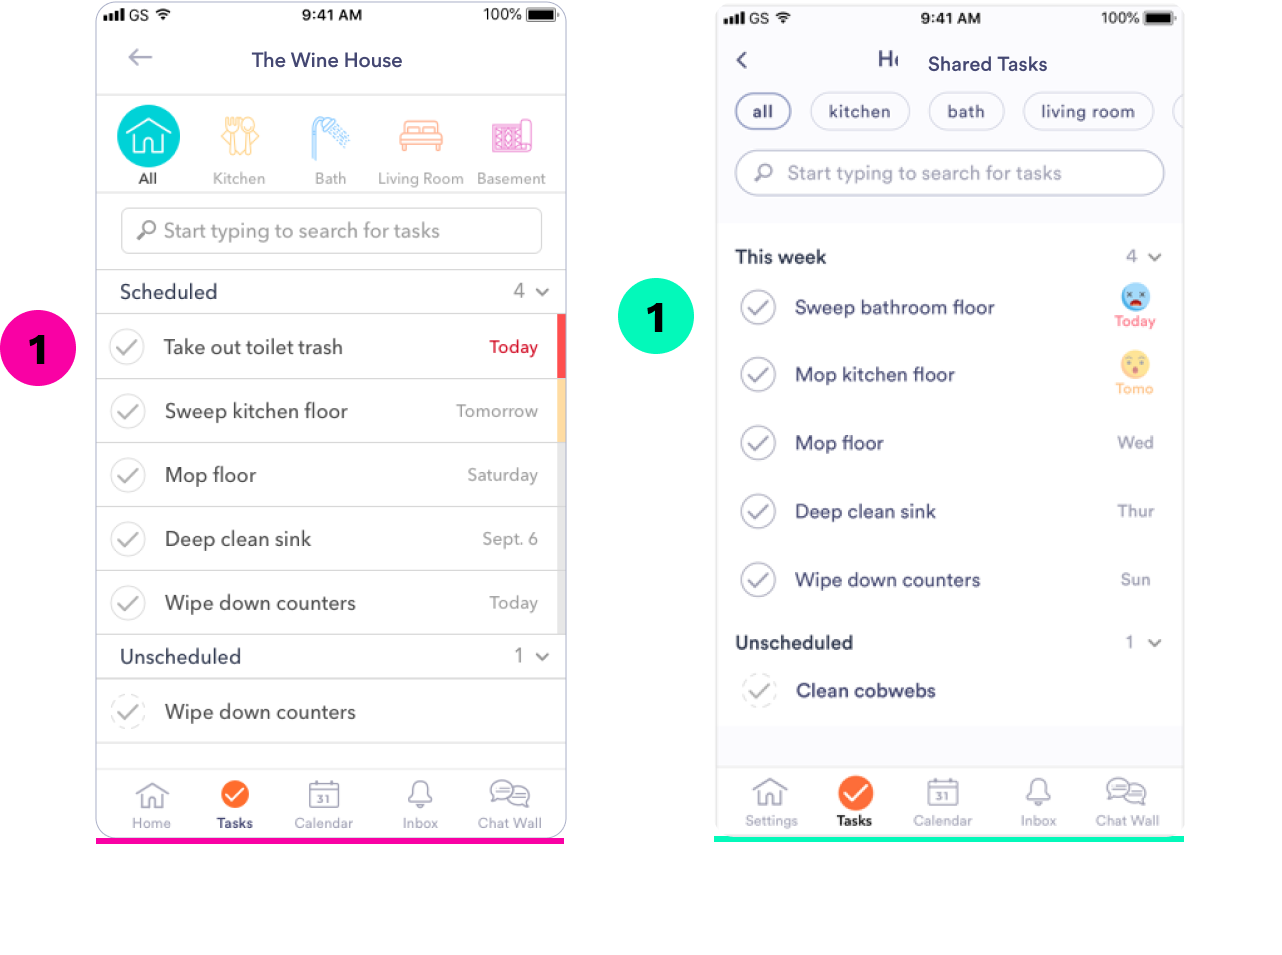 GS 9:41 AM 100%
The Wine House
All Kitchen Bath Living Room Basement
Start typing to search for tasks
Scheduled 4
1
Take out toilet trash Today
Sweep kitchen floor Tomorrow
Mop floor Saturday
Deep clean sink Sept. 6
Wipe down counters Today
Unscheduled 1
Wipe down counters
31
Home Tasks Calendar Inbox Chat Wall
GS 9:41 AM 100%
Shared Tasks
all kitchen bath living room
Start typing to search for tasks
This week 4
1
Sweep bathroom floor Today
Mop kitchen floor Tomo
Mop floor Wed
Deep clean sink Thur
Wipe down counters Sun
Unscheduled 1
Clean cobwebs
31
Settings Tasks Calendar Inbox Chat Wall